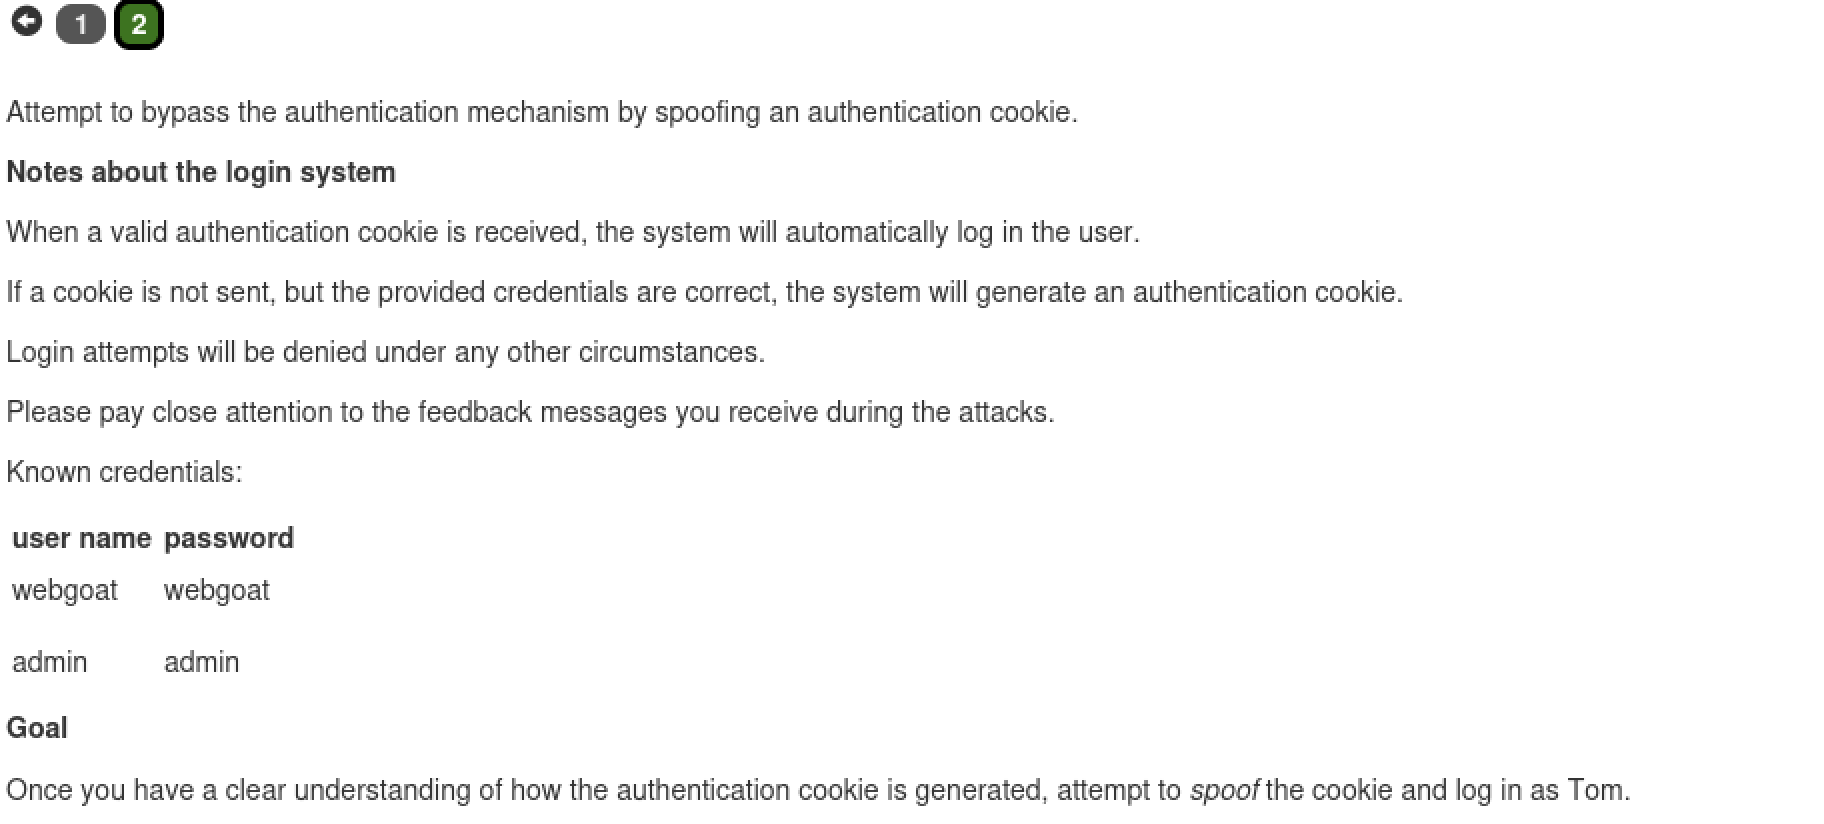 1 2
Attempt to bypass the authentication mechanism by spoofing an authentication cookie.
Notes about the login system
When a valid authentication cookie is received, the system will automatically log in the user.
If a cookie is not sent, but the provided credentials are correct, the system will generate an authentication cookie.
Login attempts will be denied under any other circumstances.
Please pay close attention to the feedback messages you receive during the attacks.
Known credentials:
user name password
webgoat webgoat
admin admin
Goal
Once you have a clear understanding of how the authentication cookie is generated, attempt to spoof the cookie and log in as Tom.